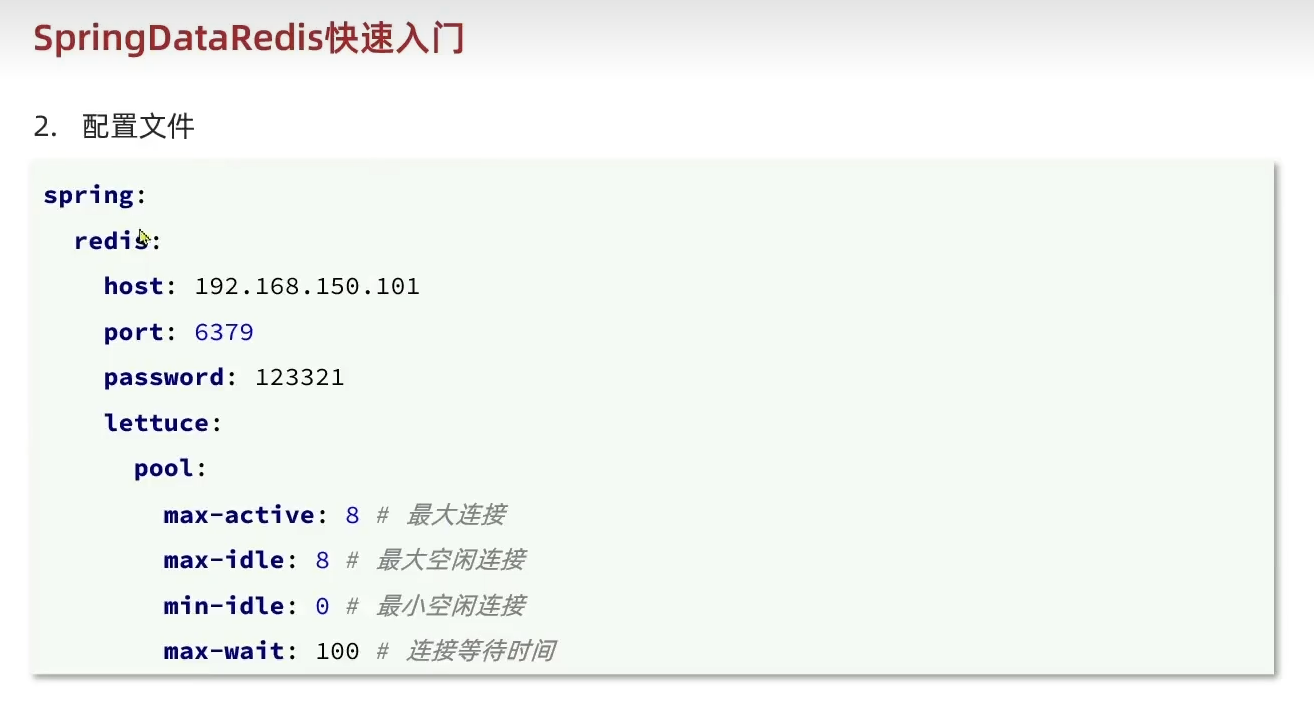 SpringDataRedis快速入门
2. 配置文件
spring:
  redis:
    host: 192.168.150.101
    port: 6379
    password: 123321
    lettuce:
      pool:
        max-active: 8 # 最大连接
        max-idle: 8 # 最大空闲连接
        min-idle: 0 # 最小空闲连接
        max-wait: 100 # 连接等待时间